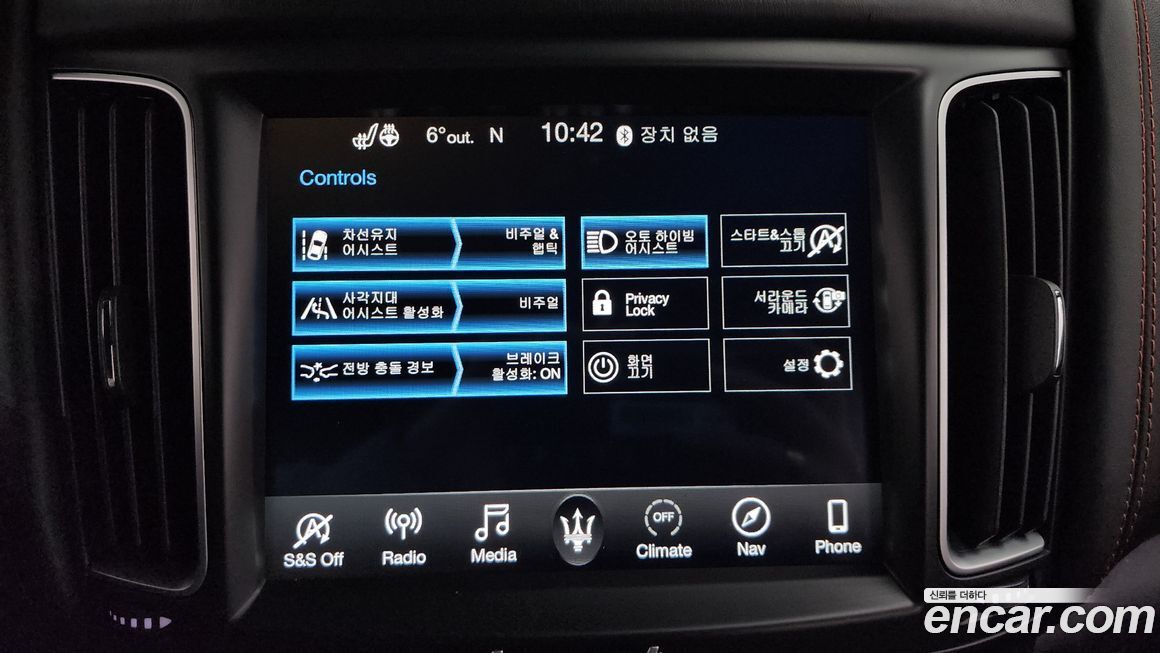 6° out. N 10:42 장치 없음
Controls
차선유지
어시스트
비주얼 &
햅틱
오토 하이빔
어시스트
스타트&스톱
끄기
사각지대
어시스트 활성화
비주얼
Privacy
Lock
서라운드
카메라
전방 충돌 경보
브레이크
활성화: ON
화면
끄기
설정
S&S Off
Radio
Media
OFF
Climate
Nav
Phone
신뢰를 더하다
encar.com